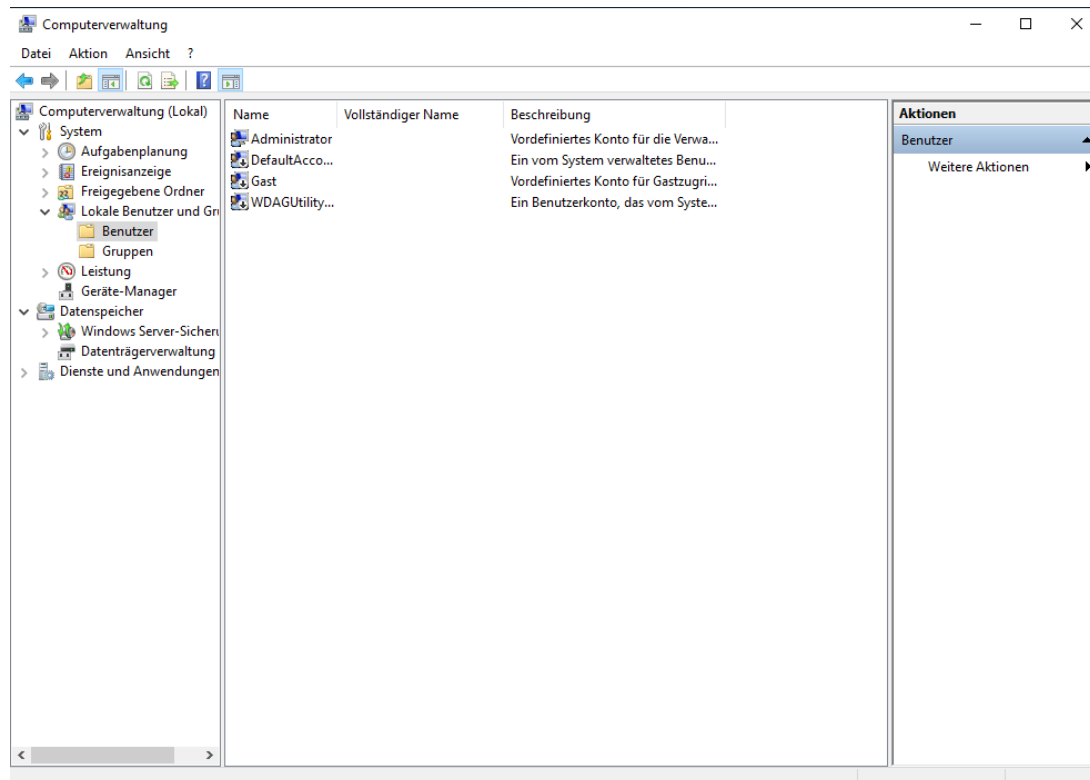 Computerverwaltung
Datei Aktion Ansicht ?
Computerverwaltung (Lokal)
System
Aufgabenplanung
Ereignisanzeige
Freigegebene Ordner
Lokale Benutzer und Gru
Benutzer
Gruppen
Leistung
Geräte-Manager
Datenspeicher
Windows Server-Sicheru
Datenträgerverwaltung
Dienste und Anwendungen
Name Vollständiger Name Beschreibung
Administrator Vordefiniertes Konto für die Verwa...
DefaultAcco... Ein vom System verwaltetes Benu...
Gast Vordefiniertes Konto für Gastzugri...
WDAGUtility... Ein Benutzerkonto, das vom Syste...
Aktionen
Benutzer
Weitere Aktionen